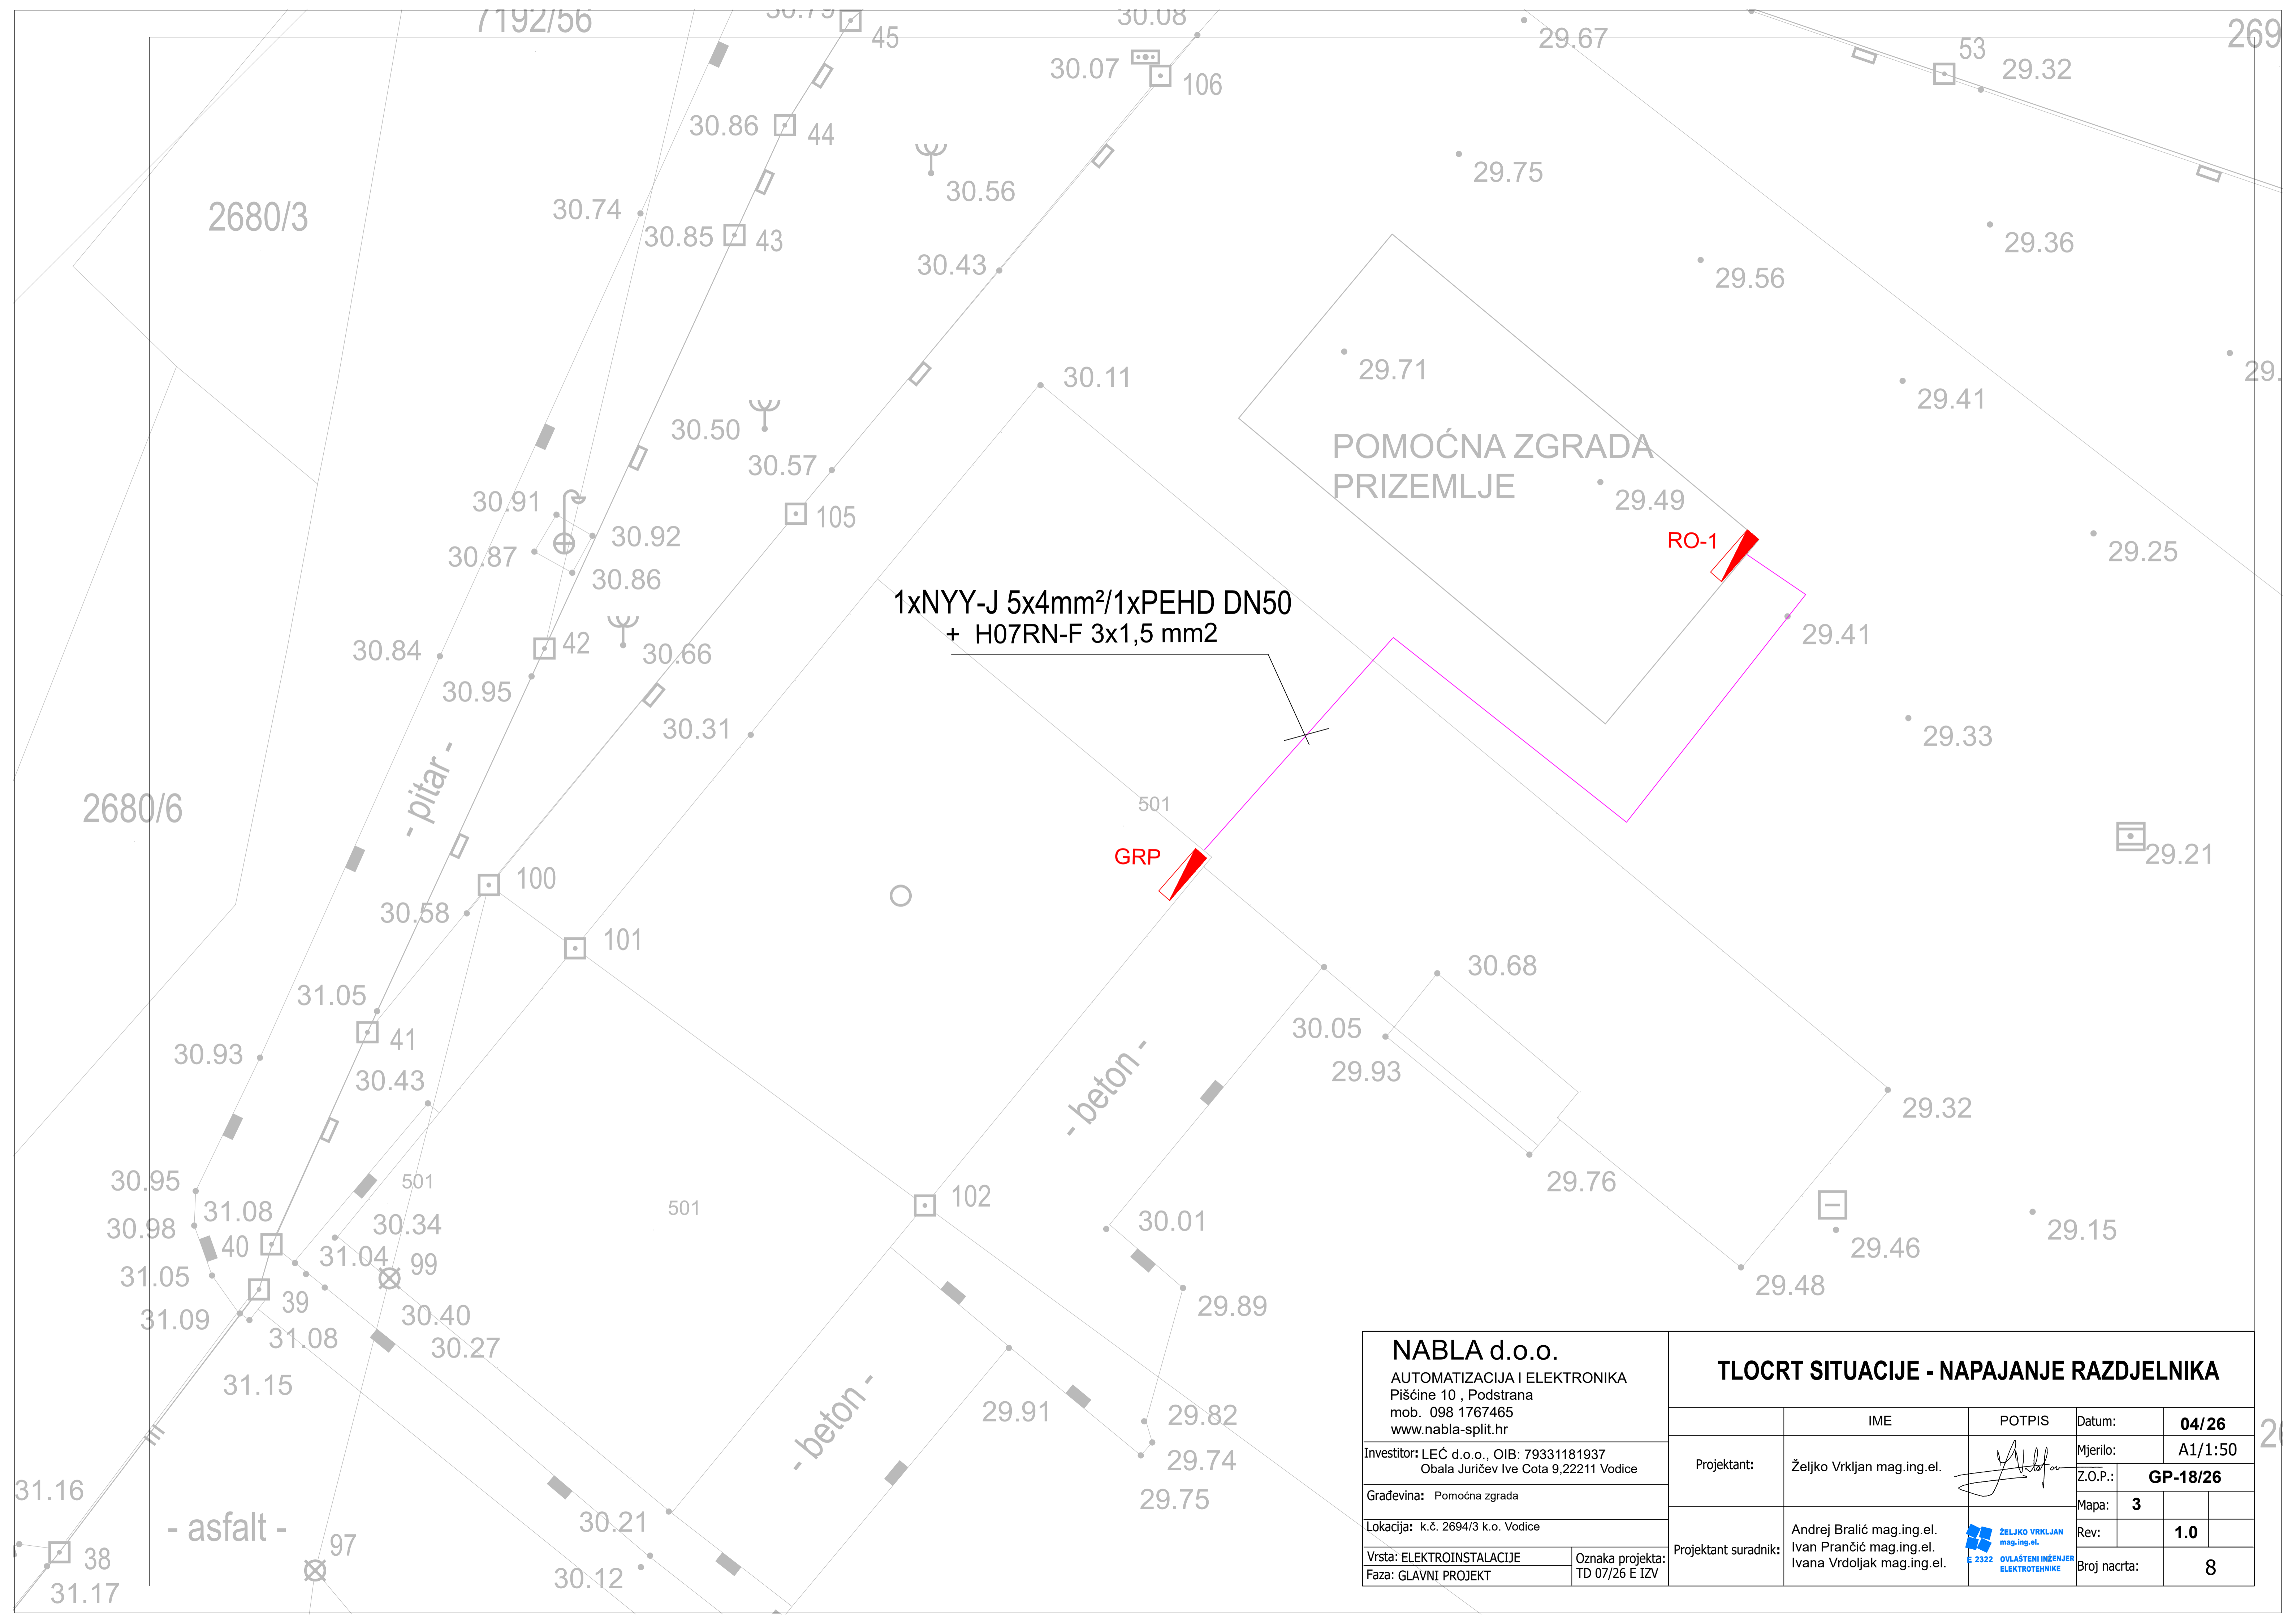 7192/56
30.79
45
30.08
30.07
106
29.67
53
29.32
269
30.86
44
30.56
29.75
2680/3
30.74
30.85
43
30.43
29.36
29.56
30.11
29.71
29.41
29.
30.50
30.57
POMOĆNA ZGRADA
PRIZEMLJE
29.49
30.91
105
30.92
30.87
30.86
RO-1
29.25
1xNYY-J 5x4mm²/1xPEHD DN50
+ H07RN-F 3x1,5 mm2
30.84
42
30.66
29.41
30.95
30.31
29.33
- pitar -
2680/6
501
GRP
29.21
100
30.58
101
30.68
31.05
41
30.05
30.93
30.43
29.93
- beton -
29.32
30.95
501
501
102
29.76
31.08
30.98
30.34
30.01
29.15
40
31.04
99
29.46
31.05
29.48
39
29.89
31.09
30.40
31.08
30.27
31.15
29.91
- beton -
29.82
29.74
29.75
31.16
- asfalt -
30.21
97
38
30.12
31.17
26
NABLA d.o.o.
AUTOMATIZACIJA I ELEKTRONIKA
Pišćine 10 , Podstrana
mob. 098 1767465
www.nabla-split.hr
Investitor: LEĆ d.o.o., OIB: 79331181937
Obala Juričev Ive Cota 9,22211 Vodice
Građevina: Pomoćna zgrada
Lokacija: k.č. 2694/3 k.o. Vodice
Vrsta: ELEKTROINSTALACIJE
Faza: GLAVNI PROJEKT
Oznaka projekta:
TD 07/26 E IZV
TLOCRT SITUACIJE - NAPAJANJE RAZDJELNIKA
IME
POTPIS
Projektant:
Željko Vrkljan mag.ing.el.
Projektant suradnik:
Andrej Bralić mag.ing.el.
Ivan Prančić mag.ing.el.
Ivana Vrdoljak mag.ing.el.
ŽELJKO VRKLJAN
mag.ing.el.
E 2322 OVLAŠTENI INŽENJER
ELEKTROTEHNIKE
Datum: 04/26
Mjerilo: A1/1:50
Z.O.P.: GP-18/26
Mapa: 3
Rev: 1.0
Broj nacrta: 8